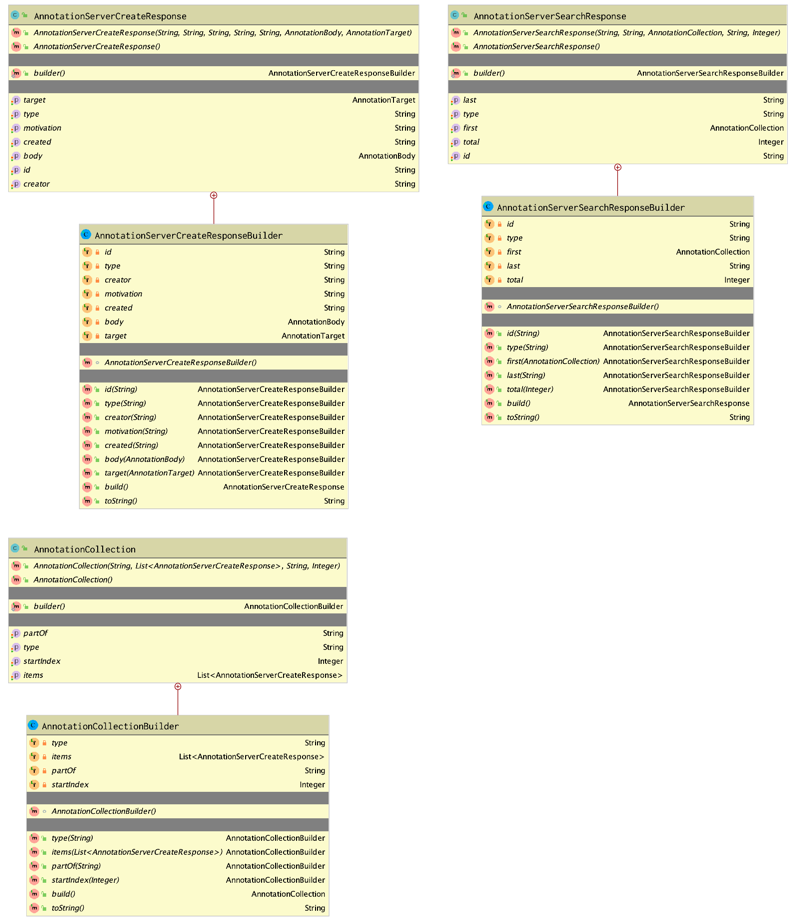 AnnotationServerCreateResponse
AnnotationServerCreateResponse(String, String, String, String, String, AnnotationBody, AnnotationTarget)
AnnotationServerCreateResponse()
builder() AnnotationServerCreateResponseBuilder
target AnnotationTarget
type String
motivation String
created String
body AnnotationBody
id String
creator String
AnnotationServerCreateResponseBuilder
id String
type String
creator String
motivation String
created String
body AnnotationBody
target AnnotationTarget
AnnotationServerCreateResponseBuilder()
id(String) AnnotationServerCreateResponseBuilder
type(String) AnnotationServerCreateResponseBuilder
creator(String) AnnotationServerCreateResponseBuilder
motivation(String) AnnotationServerCreateResponseBuilder
created(String) AnnotationServerCreateResponseBuilder
body(AnnotationBody) AnnotationServerCreateResponseBuilder
target(AnnotationTarget) AnnotationServerCreateResponseBuilder
build() AnnotationServerCreateResponse
toString() String
AnnotationServerSearchResponse
AnnotationServerSearchResponse(String, String, AnnotationCollection, String, Integer)
AnnotationServerSearchResponse()
builder() AnnotationServerSearchResponseBuilder
last String
type String
first AnnotationCollection
total Integer
id String
AnnotationServerSearchResponseBuilder
id String
type String
first AnnotationCollection
last String
total Integer
AnnotationServerSearchResponseBuilder()
id(String) AnnotationServerSearchResponseBuilder
type(String) AnnotationServerSearchResponseBuilder
first(AnnotationCollection) AnnotationServerSearchResponseBuilder
last(String) AnnotationServerSearchResponseBuilder
total(Integer) AnnotationServerSearchResponseBuilder
build() AnnotationServerSearchResponse
toString() String
AnnotationCollection
AnnotationCollection(String, List<AnnotationServerCreateResponse>, String, Integer)
AnnotationCollection()
builder() AnnotationCollectionBuilder
partOf String
type String
startIndex Integer
items List<AnnotationServerCreateResponse>
AnnotationCollectionBuilder
type String
items List<AnnotationServerCreateResponse>
partOf String
startIndex Integer
AnnotationCollectionBuilder()
type(String) AnnotationCollectionBuilder
items(List<AnnotationServerCreateResponse>) AnnotationCollectionBuilder
partOf(String) AnnotationCollectionBuilder
startIndex(Integer) AnnotationCollectionBuilder
build() AnnotationCollection
toString() String